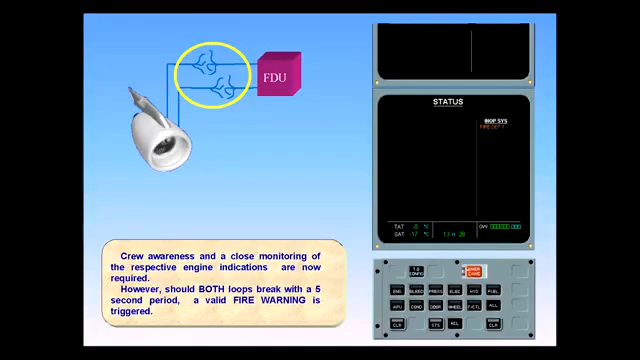 FDU
STATUS
INOP SYS
FIRE DET 1
TAT
°C
SAT -17 °C
GW
Crew awareness and a close monitoring of
the respective engine indications are now
required.
However, should BOTH loops break with a 5
second period, a valid FIRE WARNING is
triggered.
T.O
CONFIG
EMER
CANC
ENG BLEED PRESS ELEC HYD FUEL
APU COND DOOR WHEEL F/CTL ALL
CLR STS RCL CLR